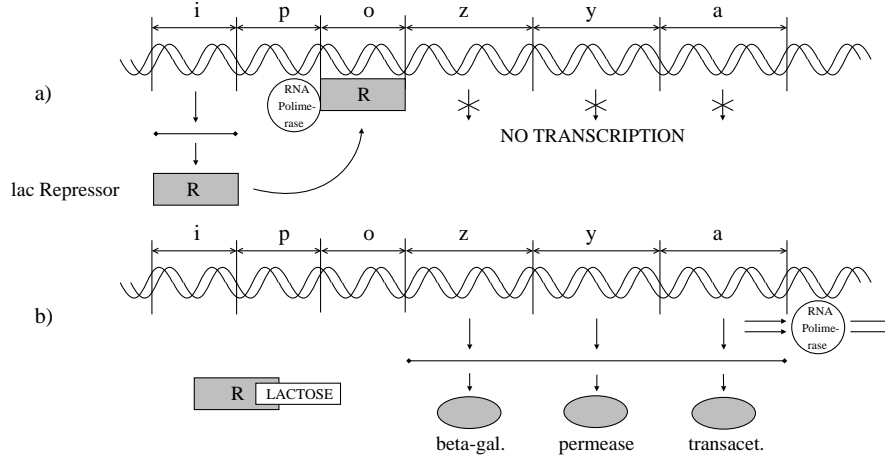 i p o z y a
a)
RNA
Polime-
rase
R
NO TRANSCRIPTION
lac Repressor
R
i p o z y a
b)
RNA
Polime-
rase
R
LACTOSE
beta-gal. permease transacet.